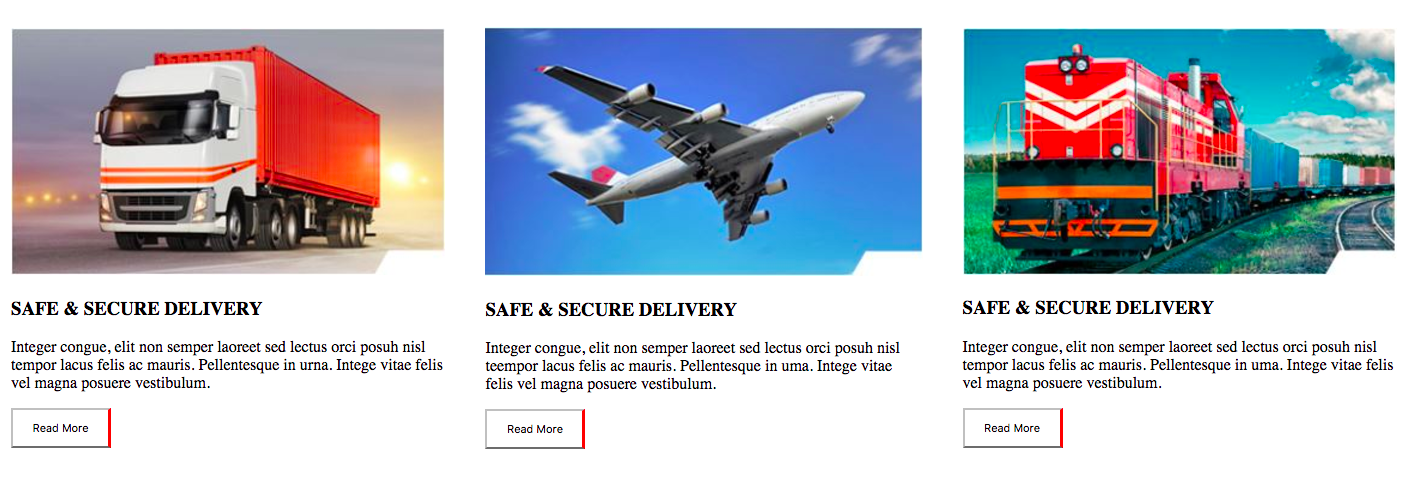 SAFE & SECURE DELIVERY
Integer congue, elit non semper laoreet sed lectus orci posuh nisl
tempor lacus felis ac mauris. Pellentesque in urna. Intege vitae felis
vel magna posuere vestibulum.
Read More
SAFE & SECURE DELIVERY
Integer congue, elit non semper laoreet sed lectus orci posuh nisl
teempor lacus felis ac mauris. Pellentesque in uma. Intege vitae
felis vel magna posuere vestibulum.
Read More
SAFE & SECURE DELIVERY
Integer congue, elit non semper laoreet sed lectus orci posuh nisl
tempor lacus felis ac mauris. Pellentesque in uma. Intege vitae felis
vel magna posuere vestibulum.
Read More